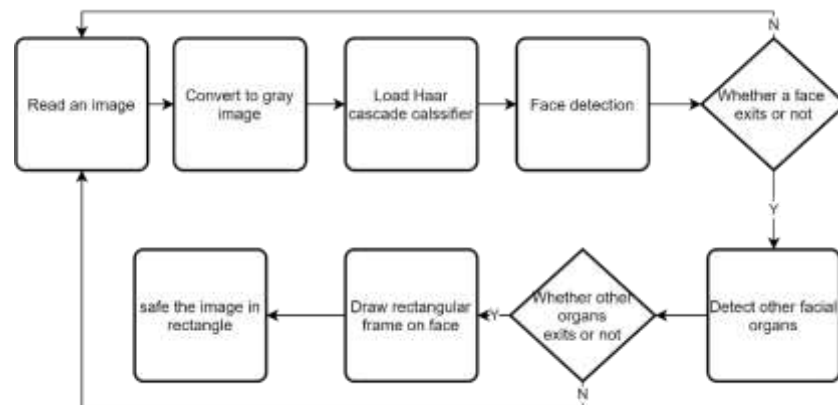 N
Read an image
Convert to gray
image
Load Haar
cascade calssifier
Face detection
Whether a face
exits or not
Y
safe the image in
rectangle
Draw rectangular
frame on face
Y
Whether other
organs
exits or not
Detect other facial
organs
N